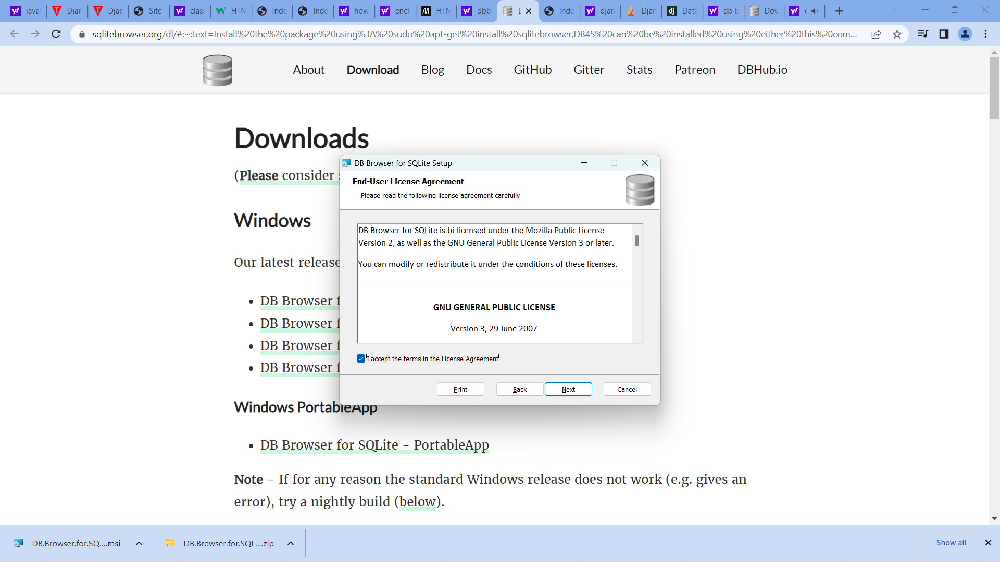 java
Djan
Djan
Site
class
HTM
Inde
Inde
how
enct
HTM
dbb
Inde
djan
Djan
Data
db b
Dow
sqlitebrowser.org/dl/#:~:text=Install%20the%20package%20using%3A%20sudo%20apt-get%20install%20sqlitebrowser,DB4S%20can%20be%20installed%20using%20either%20this%20com...
About Download Blog Docs GitHub Gitter Stats Patreon DBHub.io
Downloads
(Please consider
Windows
Our latest release
DB Browser f
DB Browser f
DB Browser f
DB Browser f
Windows PortableApp
DB Browser for SQLite - PortableApp
Note - If for any reason the standard Windows release does not work (e.g. gives an
error), try a nightly build (below).
DB Browser for SQLite Setup
End-User License Agreement
Please read the following license agreement carefully
DB Browser for SQLite is bi-licensed under the Mozilla Public License
Version 2, as well as the GNU General Public License Version 3 or later.
You can modify or redistribute it under the conditions of these licenses.
GNU GENERAL PUBLIC LICENSE
Version 3, 29 June 2007
I accept the terms in the License Agreement
Print Back Next Cancel
DB.Browser.for.SQ....msi
DB.Browser.for.SQL....zip
Show all